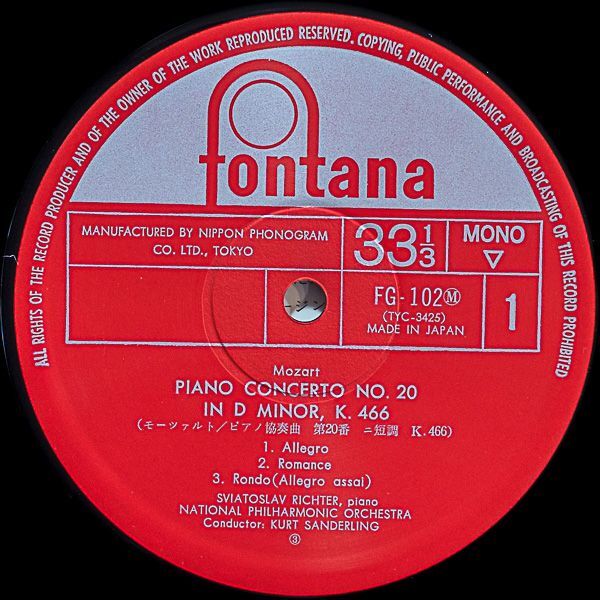 ALL RIGHTS OF THE RECORD PRODUCER AND OF THE OWNER OF THE WORK REPRODUCED RESERVED. COPYING, PUBLIC PERFORMANCE AND BROADCASTING OF THIS RECORD PROHIBITED
fontana
MANUFACTURED BY NIPPON PHONOGRAM
CO. LTD., TOKYO
33 1/3
MONO
▽
FG-102Ⓜ
(TYC-3425)
MADE IN JAPAN
1
Mozart
PIANO CONCERTO NO. 20
IN D MINOR, K. 466
(モーツァルト/ピアノ協奏曲 第20番 ニ短調 K.466)
1. Allegro
2. Romance
3. Rondo(Allegro assai)
SVIATOSLAV RICHTER, piano
NATIONAL PHILHARMONIC ORCHESTRA
Conductor: KURT SANDERLING
③